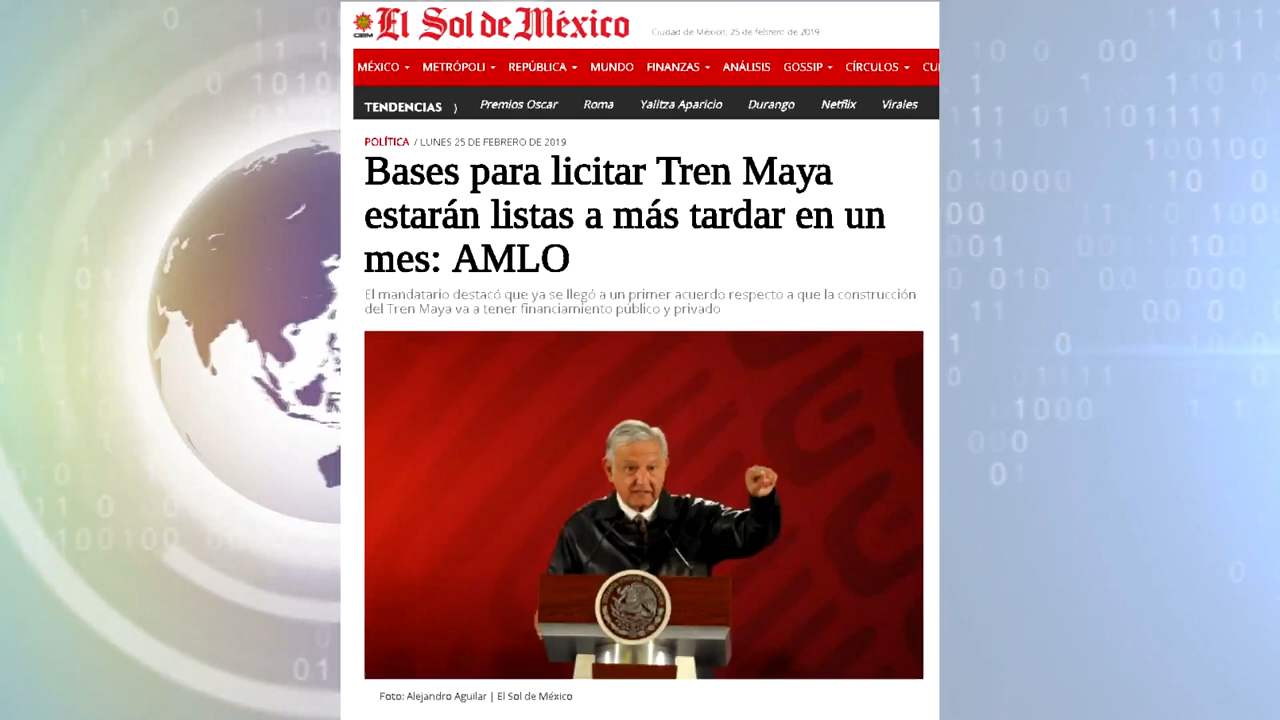 El Sol de México
Ciudad de México, 25 de febrero de 2019
MÉXICO METRÓPOLI REPÚBLICA MUNDO FINANZAS ANÁLISIS GOSSIP CÍRCULOS
TENDENCIAS Premios Oscar Roma Yalitza Aparicio Durango Netflix Virales
POLÍTICA / LUNES 25 DE FEBRERO DE 2019
Bases para licitar Tren Maya
estarán listas a más tardar en un
mes: AMLO
El mandatario destacó que ya se llegó a un primer acuerdo respecto a que la construcción
del Tren Maya va a tener financiamiento público y privado
Foto: Alejandro Aguilar | El Sol de México